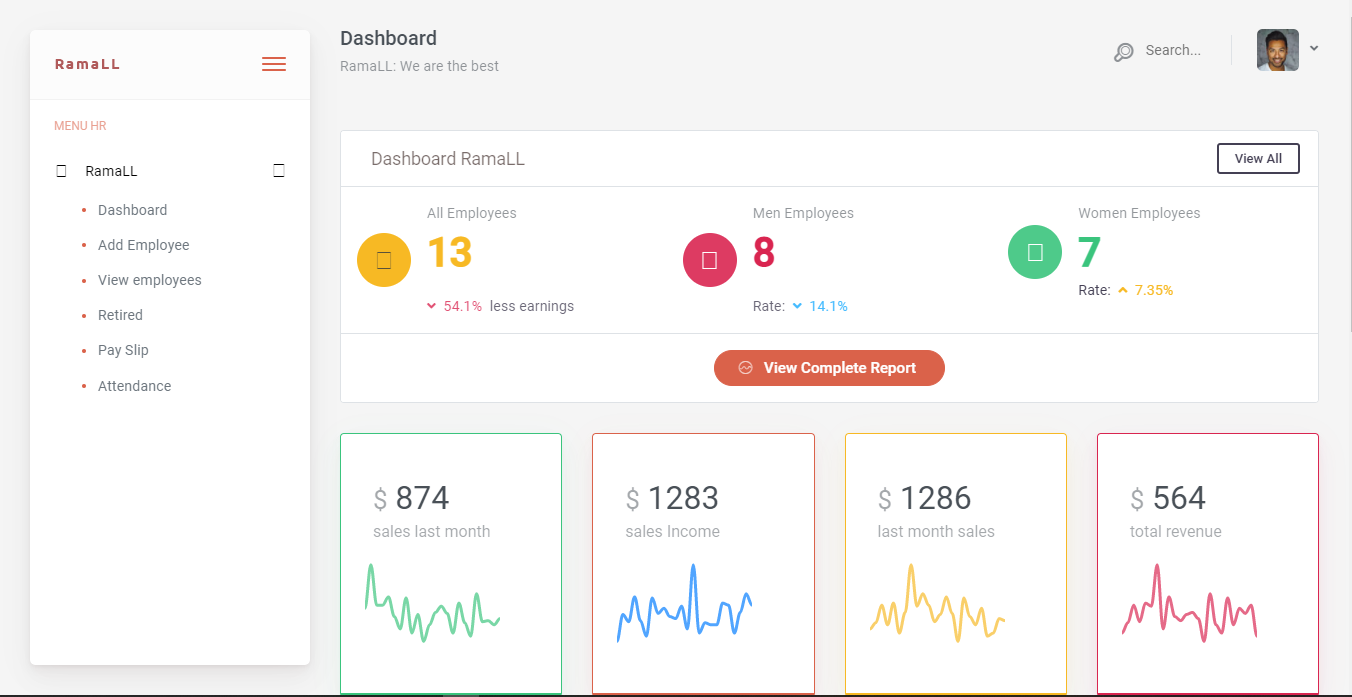 RamaLL
MENU HR
RamaLL
Dashboard
Add Employee
View employees
Retired
Pay Slip
Attendance
Dashboard
RamaLL: We are the best
Search...
Dashboard RamaLL
View All
All Employees
13
54.1% less earnings
Men Employees
8
Rate: 14.1%
Women Employees
7
Rate: 7.35%
View Complete Report
$ 874
sales last month
$ 1283
sales Income
$ 1286
last month sales
$ 564
total revenue